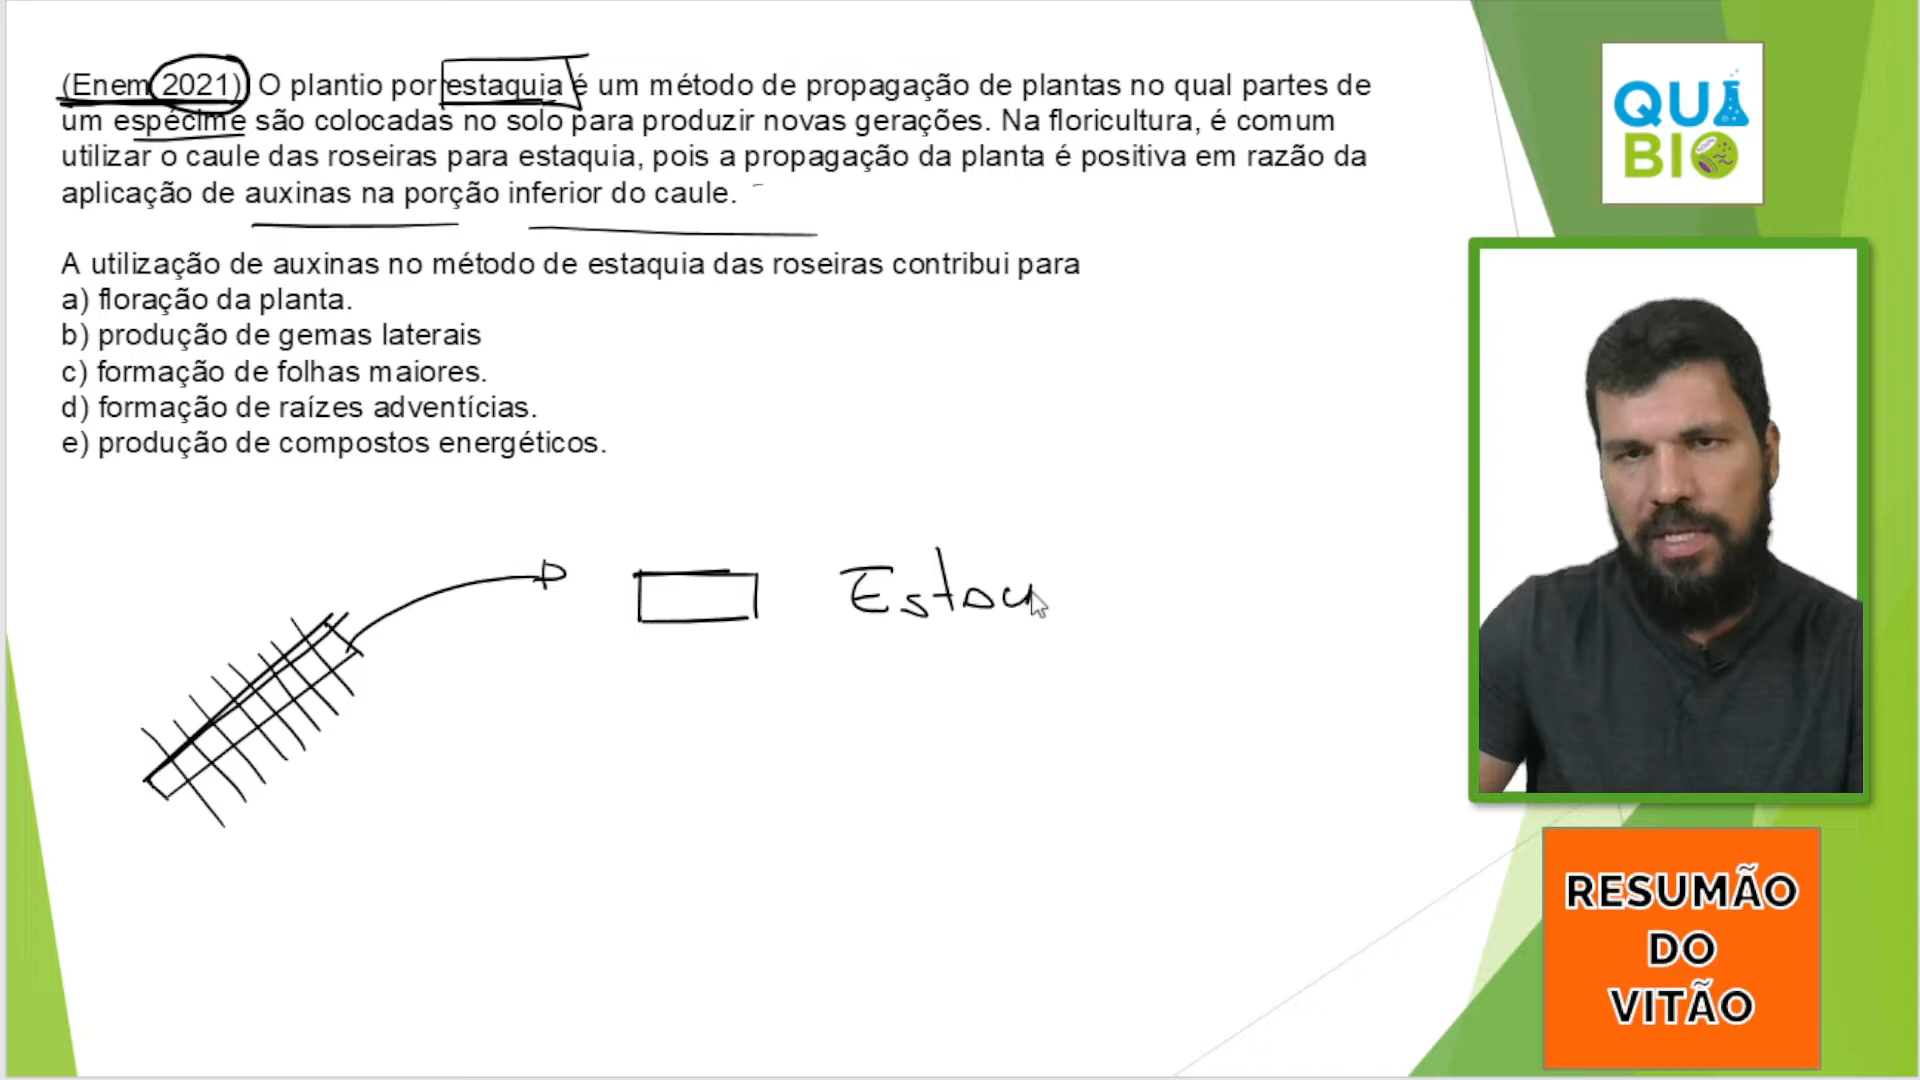 (Enem 2021) O plantio por estaquia é um método de propagação de plantas no qual partes de
um espécime são colocadas no solo para produzir novas gerações. Na floricultura, é comum
utilizar o caule das roseiras para estaquia, pois a propagação da planta é positiva em razão da
aplicação de auxinas na porção inferior do caule.
A utilização de auxinas no método de estaquia das roseiras contribui para
a) floração da planta.
b) produção de gemas laterais
c) formação de folhas maiores.
d) formação de raízes adventícias.
e) produção de compostos energéticos.
Estau
QUÍ
BIO
RESUMÃO
DO
VITÃO